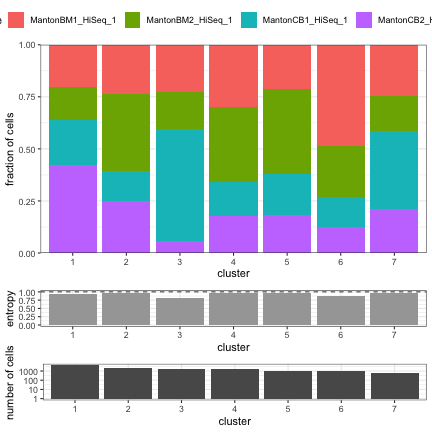 MantonBM1_HiSeq_1 MantonBM2_HiSeq_1 MantonCB1_HiSeq_1
fraction of cells
1.00
0.75
0.50
0.25
0.00
1 2 3 4 5 6 7
cluster
entropy
1.00
0.75
0.50
0.25
0.00
1 2 3 4 5 6 7
cluster
number of cells
1000
100
10
1
1 2 3 4 5 6 7
cluster